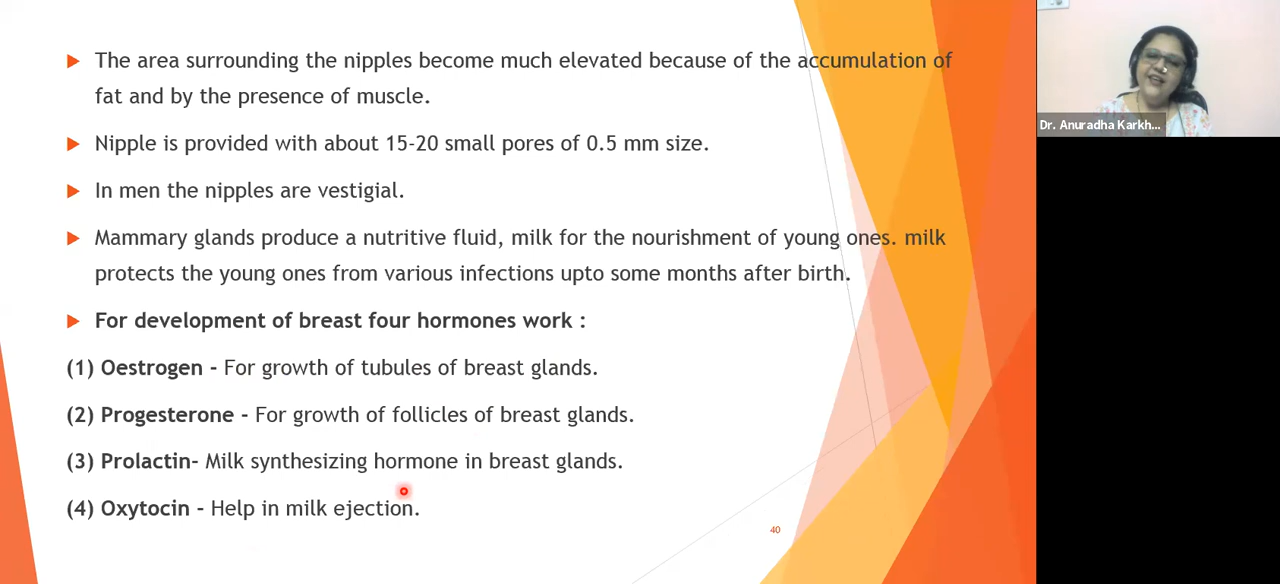 The area surrounding the nipples become much elevated because of the accumulation of
fat and by the presence of muscle.
Nipple is provided with about 15-20 small pores of 0.5 mm size.
In men the nipples are vestigial.
Mammary glands produce a nutritive fluid, milk for the nourishment of young ones. milk
protects the young ones from various infections upto some months after birth.
For development of breast four hormones work :
(1) Oestrogen - For growth of tubules of breast glands.
(2) Progesterone - For growth of follicles of breast glands.
(3) Prolactin- Milk synthesizing hormone in breast glands.
(4) Oxytocin - Help in milk ejection.
40
Dr. Anuradha Karkh...